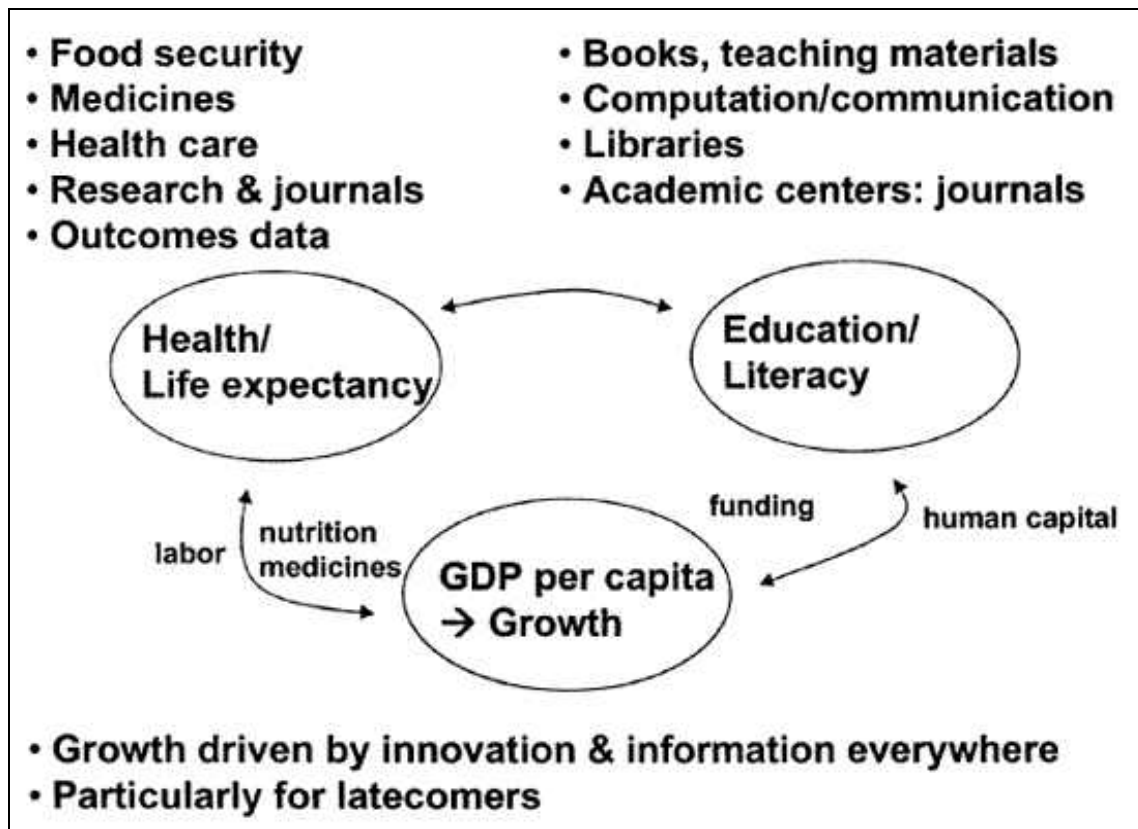 • Food security
• Medicines
• Health care
• Research & journals
• Outcomes data
• Books, teaching materials
• Computation/communication
• Libraries
• Academic centers: journals
Health/
Life expectancy
Education/
Literacy
labor
nutrition
medicines
funding
human capital
GDP per capita
→ Growth
• Growth driven by innovation & information everywhere
• Particularly for latecomers